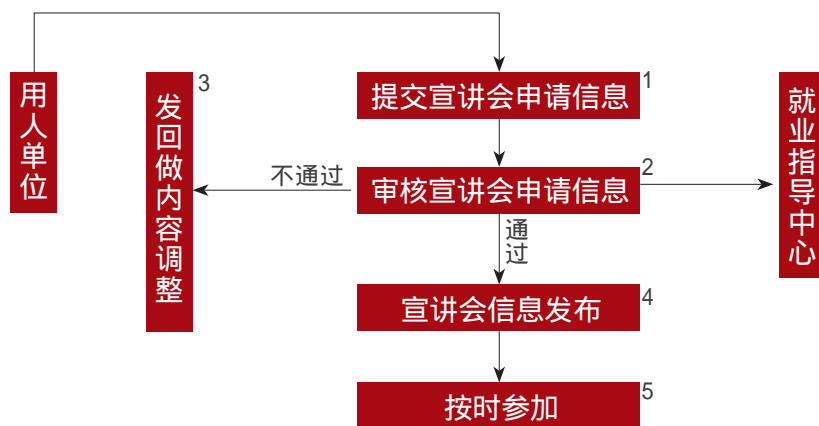 用人单位
发回做内容调整
3
提交宣讲会申请信息
1
就业指导中心
不通过
审核宣讲会申请信息
2
通过
宣讲会信息发布
4
按时参加
5